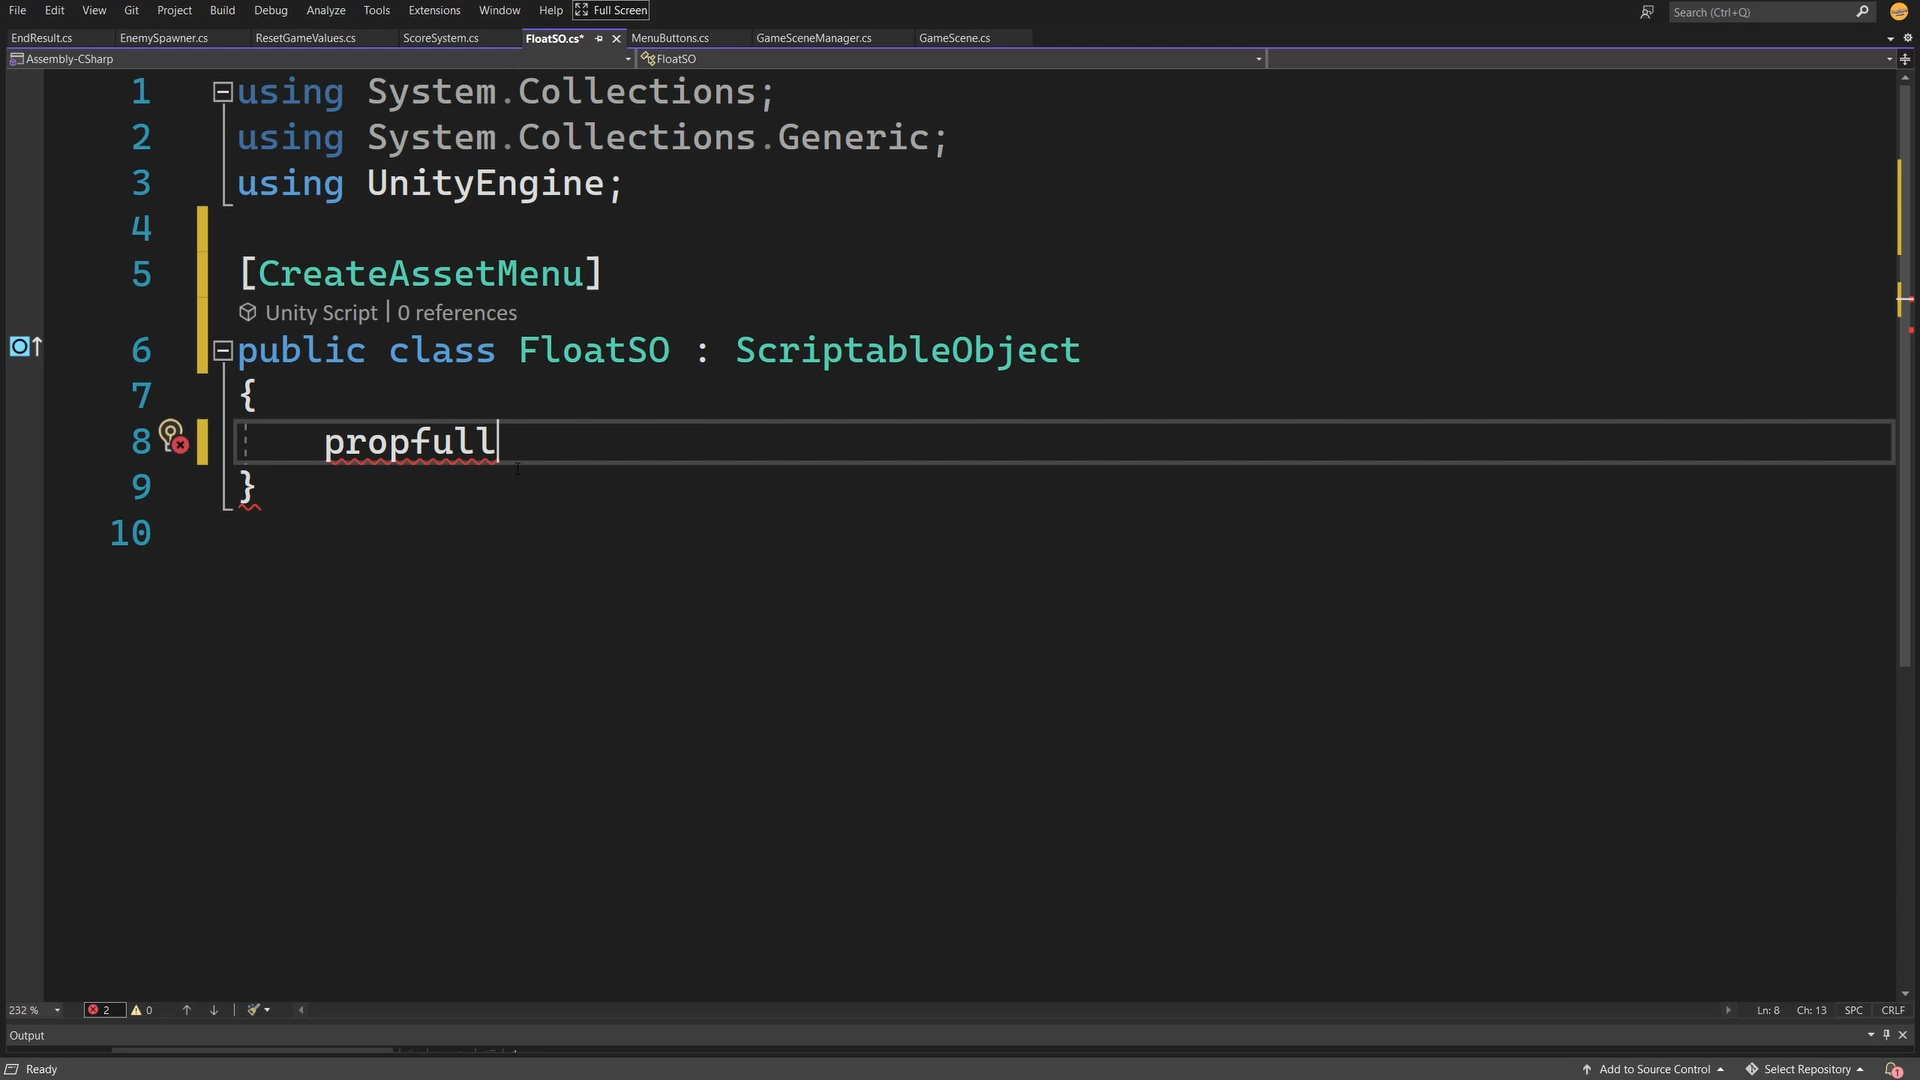 File Edit View Git Project Build Debug Analyze Tools Extensions Window Help Full Screen Search (Ctrl+Q)
EndResult.cs EnemySpawner.cs ResetGameValues.cs ScoreSystem.cs FloatSO.cs* MenuButtons.cs GameSceneManager.cs GameScene.cs
Assembly-CSharp FloatSO
1 using System.Collections;
2 using System.Collections.Generic;
3 using UnityEngine;
4
5 [CreateAssetMenu]
Unity Script | 0 references
6 public class FloatSO : ScriptableObject
7 {
8 propfull
9 }
10
232 % 2 0 Ln: 8 Ch: 13 SPC CRLF
Output
Ready Add to Source Control Select Repository 1